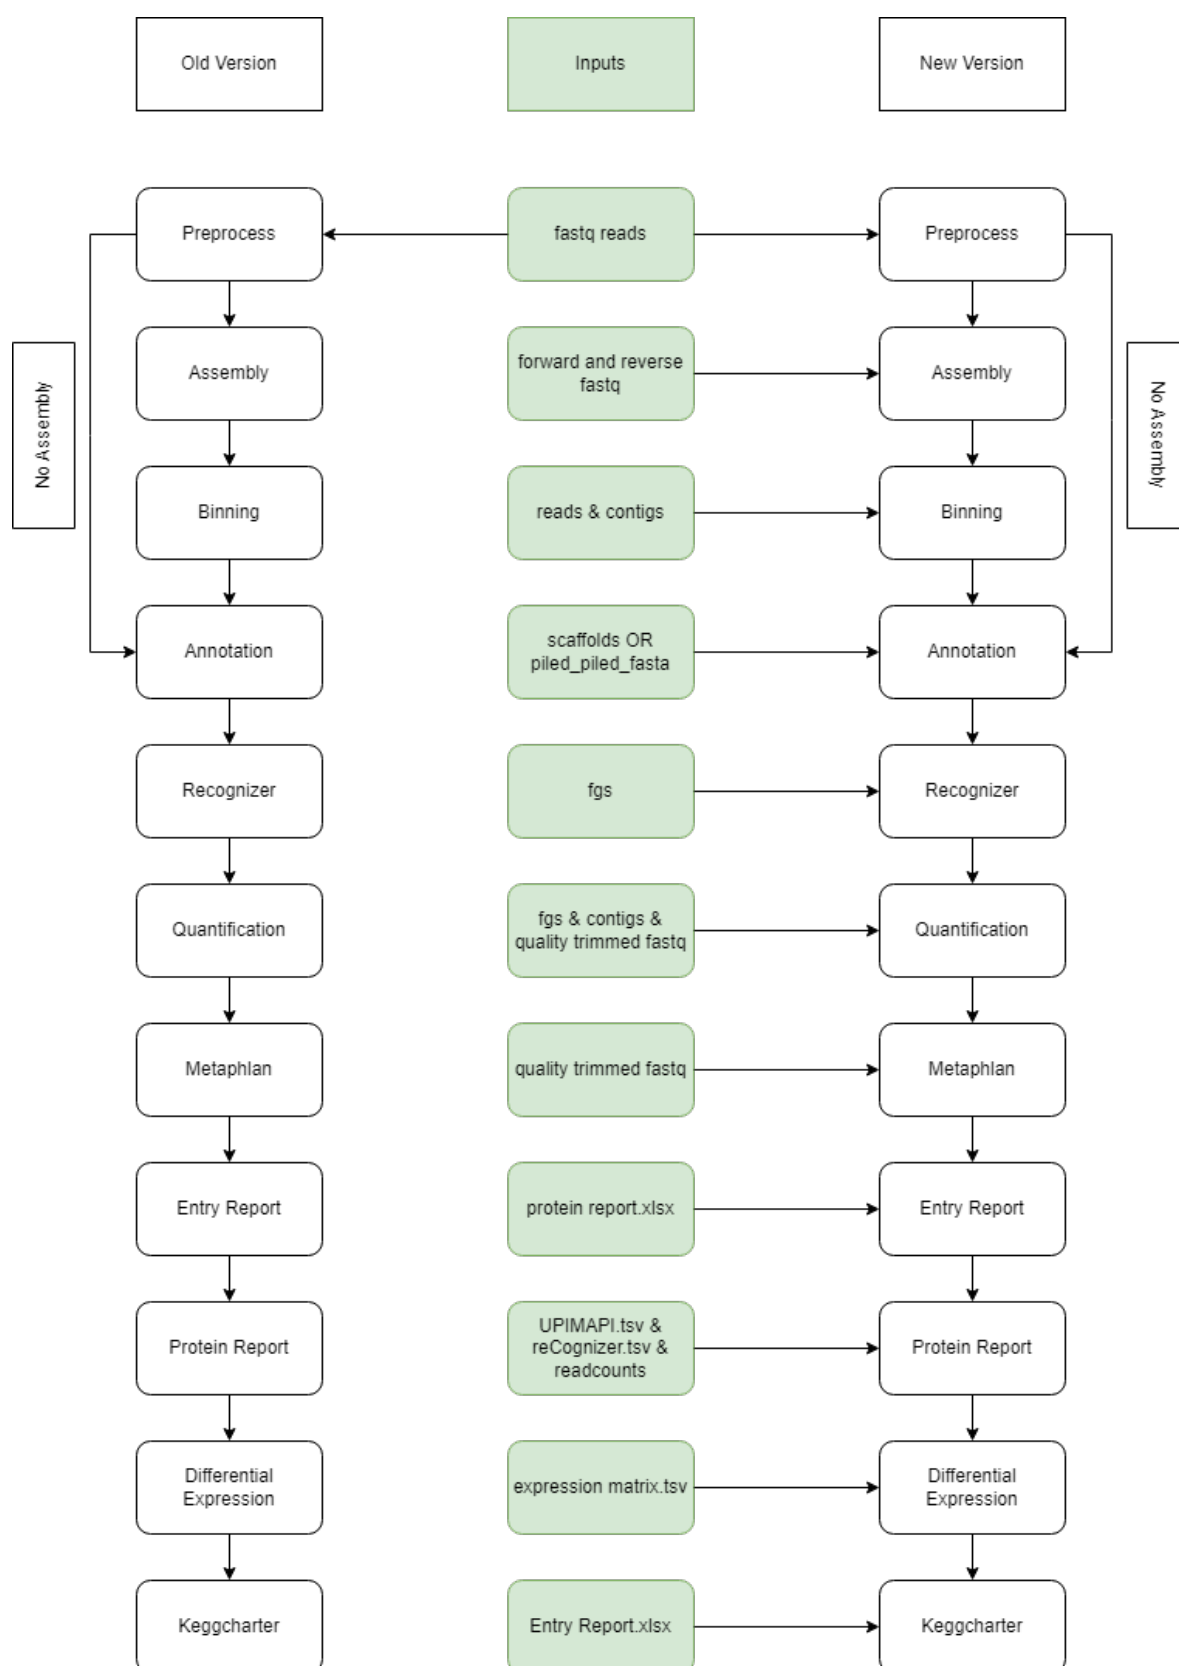 Old Version
Inputs
New Version
Preprocess
fastq reads
Preprocess
No Assembly
Assembly
forward and reverse
fastq
Assembly
No Assembly
Binning
reads & contigs
Binning
Annotation
scaffolds OR
piled_piled_fasta
Annotation
Recognizer
fgs
Recognizer
Quantification
fgs & contigs &
quality trimmed fastq
Quantification
Metaphlan
quality trimmed fastq
Metaphlan
Entry Report
protein report.xlsx
Entry Report
Protein Report
UPIMAPI.tsv &
reCognizer.tsv &
readcounts
Protein Report
Differential
Expression
expression matrix.tsv
Differential
Expression
Keggcharter
Entry Report.xlsx
Keggcharter